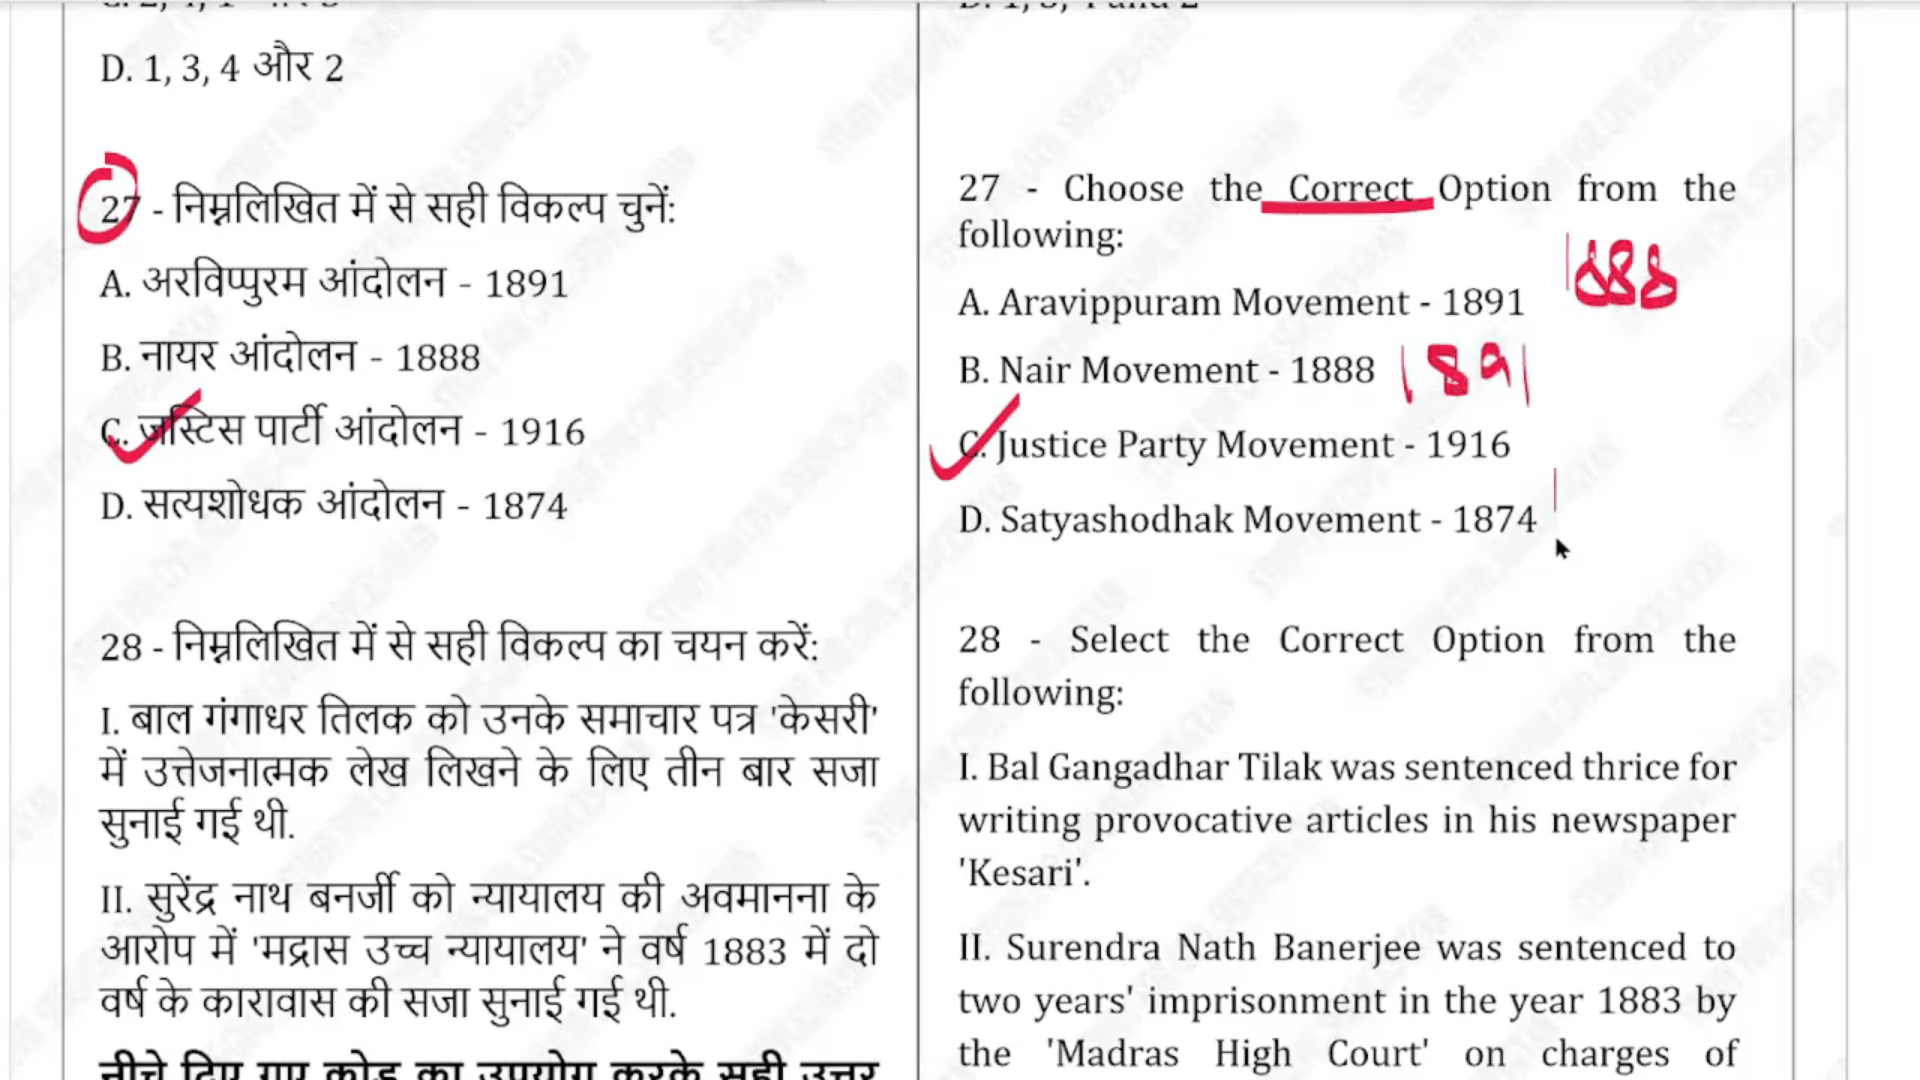 D. 1, 3, 4 और 2
27 - निम्नलिखित में से सही विकल्प चुनें:
A. अरविप्पुरम आंदोलन - 1891
B. नायर आंदोलन - 1888
C. जस्टिस पार्टी आंदोलन - 1916
D. सत्यशोधक आंदोलन - 1874
28 - निम्नलिखित में से सही विकल्प का चयन करें:
I. बाल गंगाधर तिलक को उनके समाचार पत्र 'केसरी'
में उत्तेजनात्मक लेख लिखने के लिए तीन बार सजा
सुनाई गई थी.
II. सुरेंद्र नाथ बनर्जी को न्यायालय की अवमानना के
आरोप में 'मद्रास उच्च न्यायालय' ने वर्ष 1883 में दो
वर्ष के कारावास की सजा सुनाई गई थी.
नीचे दिए गए कोड का उपयोग करके सही उत्तर
27 - Choose the Correct Option from the
following:
1888
A. Aravippuram Movement - 1891
B. Nair Movement - 1888 1891
C. Justice Party Movement - 1916
D. Satyashodhak Movement - 1874
28 - Select the Correct Option from the
following:
I. Bal Gangadhar Tilak was sentenced thrice for
writing provocative articles in his newspaper
'Kesari'.
II. Surendra Nath Banerjee was sentenced to
two years' imprisonment in the year 1883 by
the 'Madras High Court' on charges of